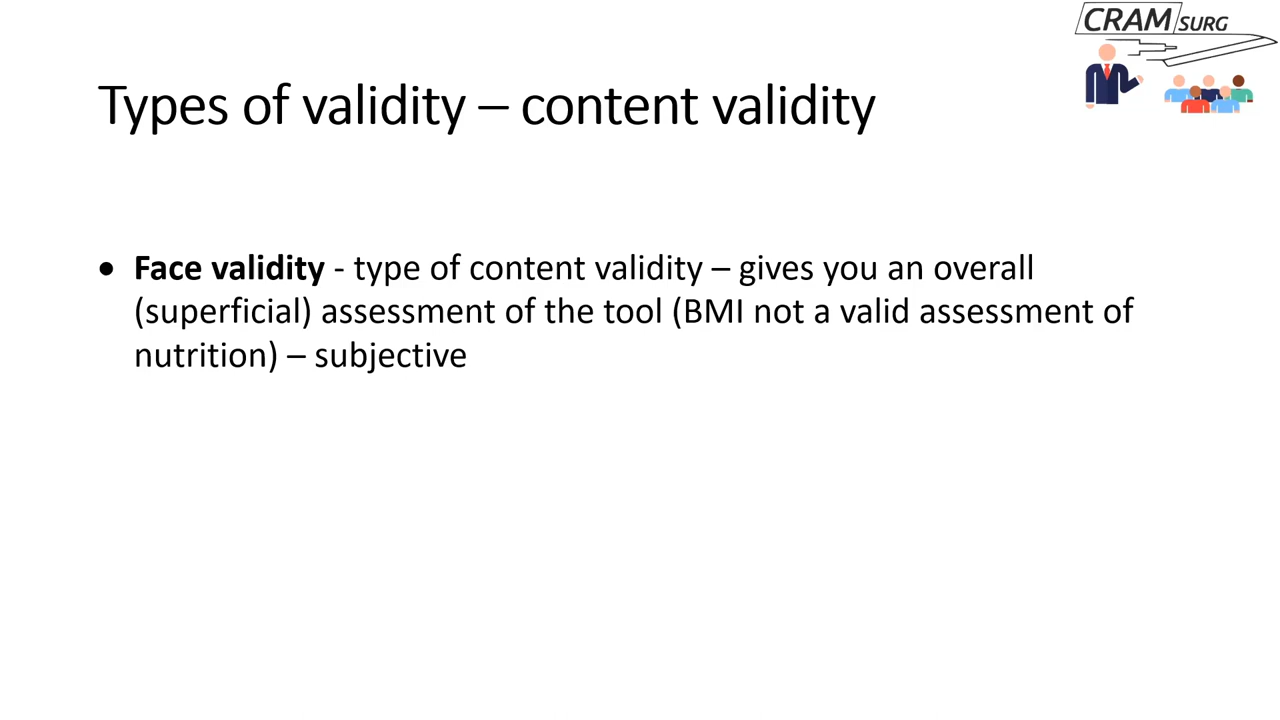 CRAM SURG
Types of validity – content validity
• Face validity - type of content validity – gives you an overall
(superficial) assessment of the tool (BMI not a valid assessment of
nutrition) – subjective